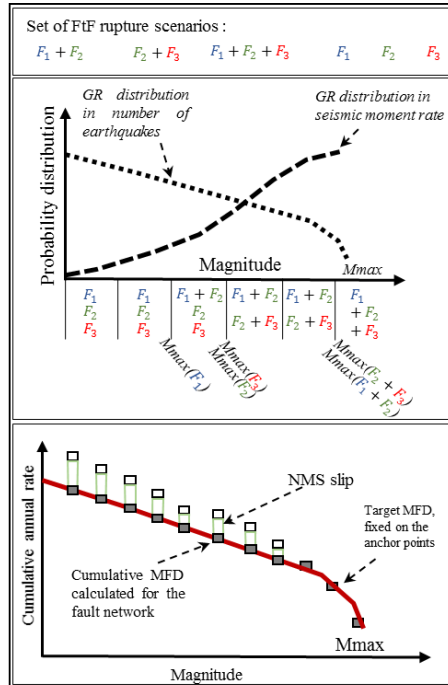 Set of FtF rupture scenarios :
F₁ + F₂ F₂ + F₃ F₁ + F₂ + F₃ F₁ F₂ F₃
GR distribution
in number of
earthquakes
GR distribution in
seismic moment rate
Probability distribution
Magnitude
Mmax
F₁ F₁ F₁ + F₂ F₁ + F₂ F₁ + F₂ F₁
F₂ F₂ F₂ + F₂
F₃ F₃ F₃ F₂ + F₃ F₂ + F₃ + F₃
Mmax(F₁)
Mmax(F₃)
Mmax(F₂)
Mmax(F₂ + F₃)
Mmax(F₁ + F₂)
NMS slip
Target MFD,
fixed on the
anchor points
Cumulative MFD
calculated for the
fault network
Cumulative annual rate
Mmax
Magnitude